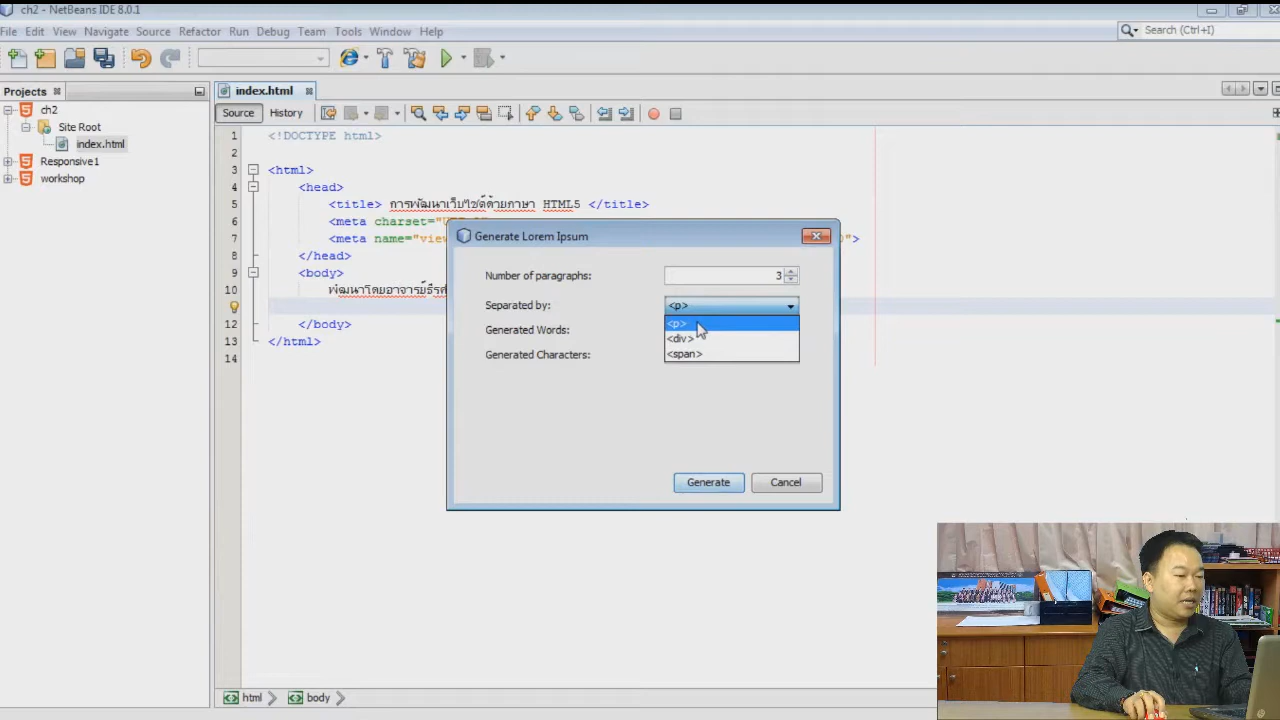 ch2 - NetBeans IDE 8.0.1
File Edit View Navigate Source Refactor Run Debug Team Tools Window Help
Search (Ctrl+I)
Projects
index.html
ch2
Source History
Site Root
index.html
Responsive1
workshop
1 <!DOCTYPE html>
2
3 <html>
4 <head>
5 <title> การพัฒนาเว็บไซต์ด้วยภาษา HTML5 </title>
6 <meta charset="
7 <meta name="view 0">
8 </head>
9 <body>
10 พัฒนาโดยอาจารย์ธีรศ
12 </body>
13 </html>
14
Generate Lorem Ipsum
Number of paragraphs: 3
Separated by: <p>
<p>
Generated Words:
<div>
Generated Characters:
<span>
Generate Cancel
html body